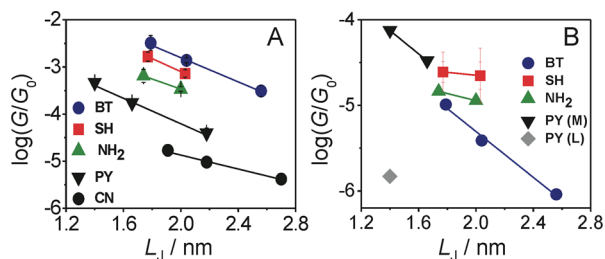 A
log(G/G₀)
-2
-3
-4
-5
-6
BT
SH
NH₂
PY
CN
1.2 1.6 2.0 2.4 2.8
L_J / nm
B
log(G/G₀)
-4
-5
-6
BT
SH
NH₂
PY (M)
PY (L)
1.2 1.6 2.0 2.4 2.8
L_J / nm